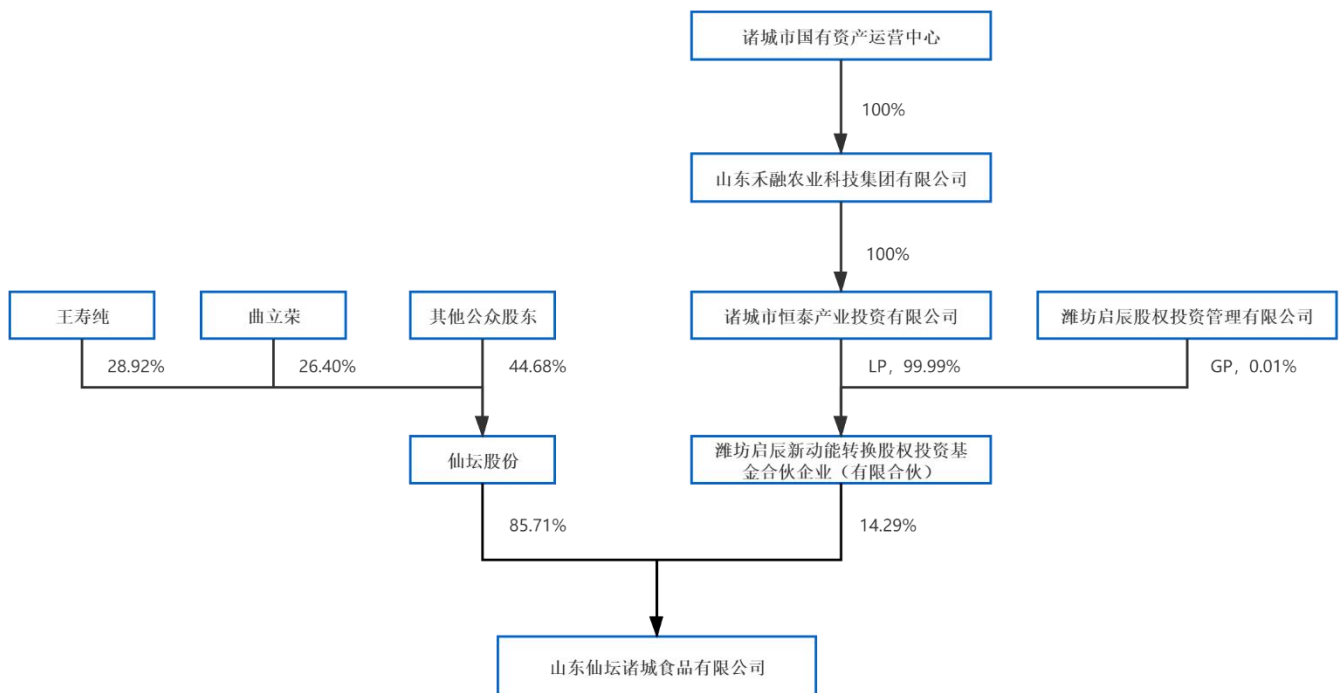 诸城市国有资产运营中心
100%
山东禾融农业科技集团有限公司
100%
王寿纯
曲立荣
其他公众股东
诸城市恒泰产业投资有限公司
潍坊启辰股权投资管理有限公司
28.92%
26.40%
44.68%
LP，99.99%
GP，0.01%
仙坛股份
潍坊启辰新动能转换股权投资基
金合伙企业（有限合伙）
85.71%
14.29%
山东仙坛诸城食品有限公司